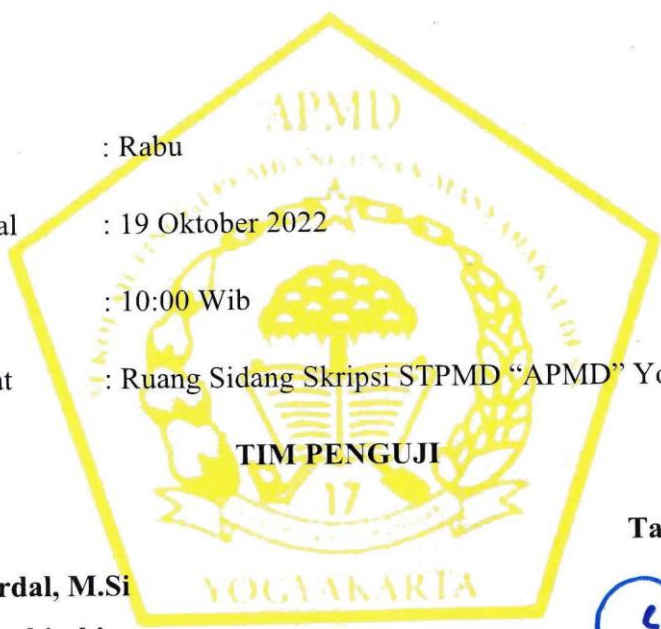 APMD
: Rabu
al : 19 Oktober 2022
: 10:00 Wib
at : Ruang Sidang Skripsi STPMD “APMD” Yo
TIM PENGUJI
17
Ta
rdal, M.Si
YOGYAKARTA